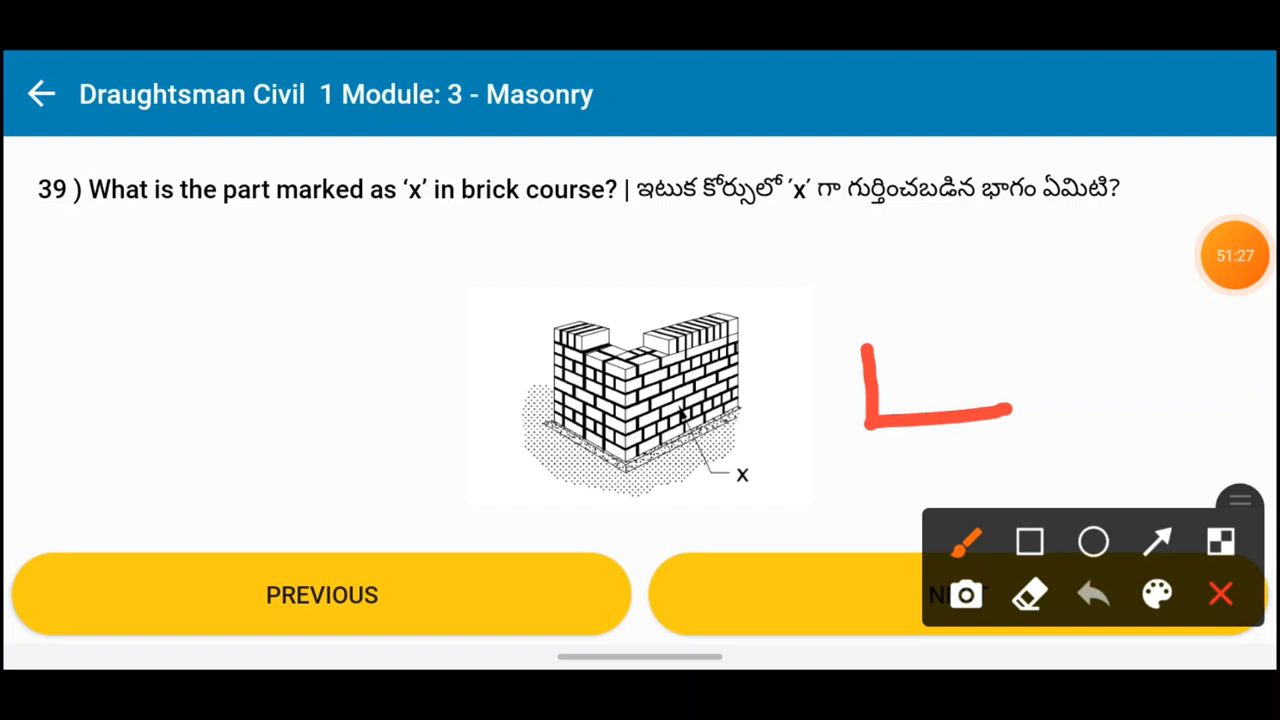 Draughtsman Civil 1 Module: 3 - Masonry
39 ) What is the part marked as ‘x’ in brick course? | ఇటుక కోర్సులో ’x’ గా గుర్తించబడిన భాగం ఏమిటి?
51:27
X
PREVIOUS